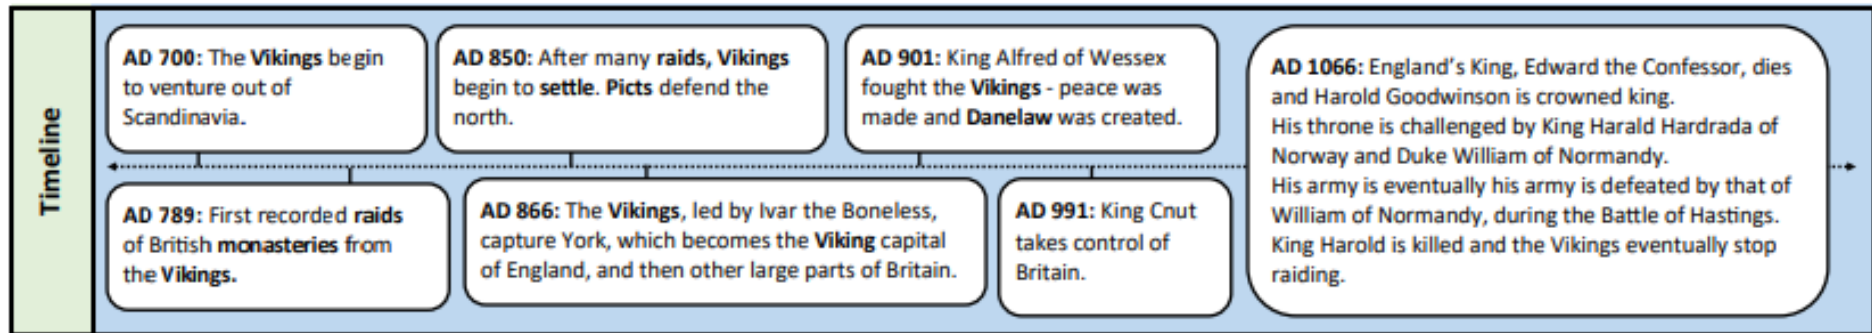 Timeline
AD 700: The Vikings begin
to venture out of
Scandinavia.
AD 789: First recorded raids
of British monasteries from
the Vikings.
AD 850: After many raids, Vikings
begin to settle. Picts defend the
north.
AD 866: The Vikings, led by Ivar the Boneless,
capture York, which becomes the Viking capital
of England, and then other large parts of Britain.
AD 901: King Alfred of Wessex
fought the Vikings - peace was
made and Danelaw was created.
AD 991: King Cnut
takes control of
Britain.
AD 1066: England's King, Edward the Confessor, dies
and Harold Goodwinson is crowned king.
His throne is challenged by King Harald Hardrada of
Norway and Duke William of Normandy.
His army is eventually his army is defeated by that of
William of Normandy, during the Battle of Hastings.
King Harold is killed and the Vikings eventually stop
raiding.